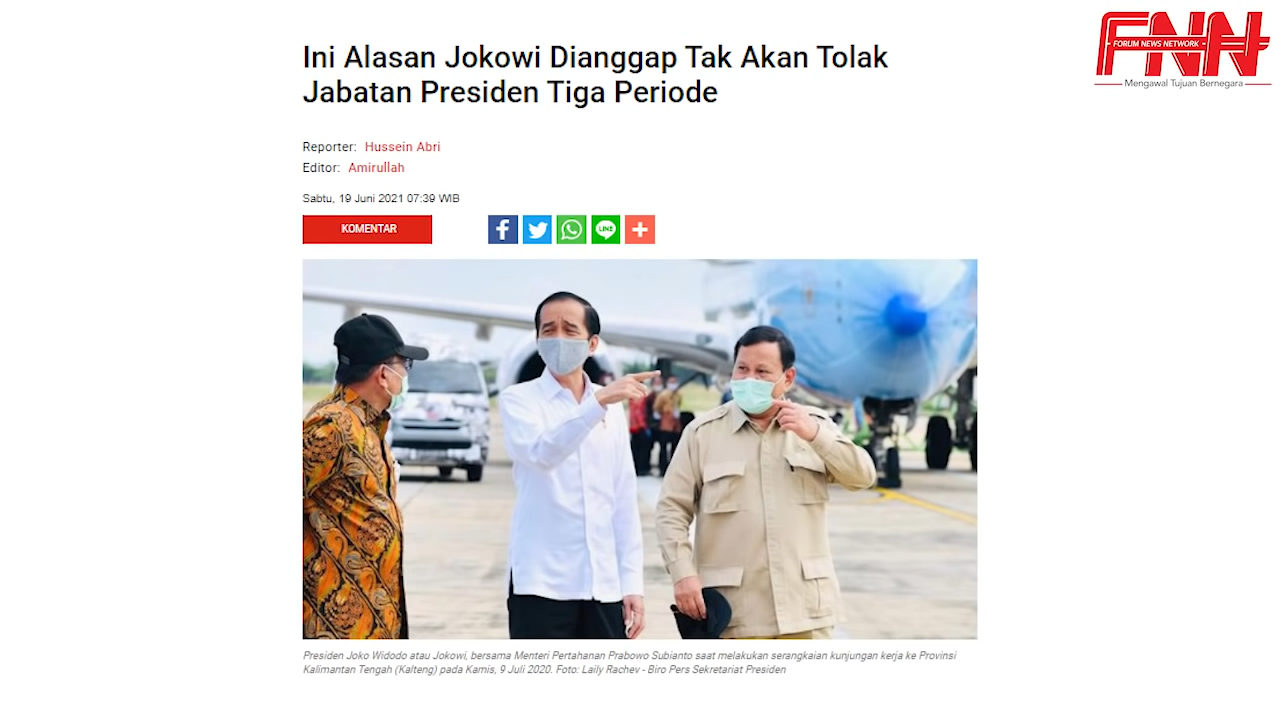 FNN
FORUM NEWS NETWORK
Mengawal Tujuan Bernegara
Ini Alasan Jokowi Dianggap Tak Akan Tolak
Jabatan Presiden Tiga Periode
Reporter: Hussein Abri
Editor: Amirullah
Sabtu, 19 Juni 2021 07:39 WIB
KOMENTAR
LINE
Presiden Joko Widodo atau Jokowi, bersama Menteri Pertahanan Prabowo Subianto saat melakukan serangkaian kunjungan kerja ke Provinsi
Kalimantan Tengah (Kalteng) pada Kamis, 9 Juli 2020. Foto: Laily Rachev - Biro Pers Sekretariat Presiden